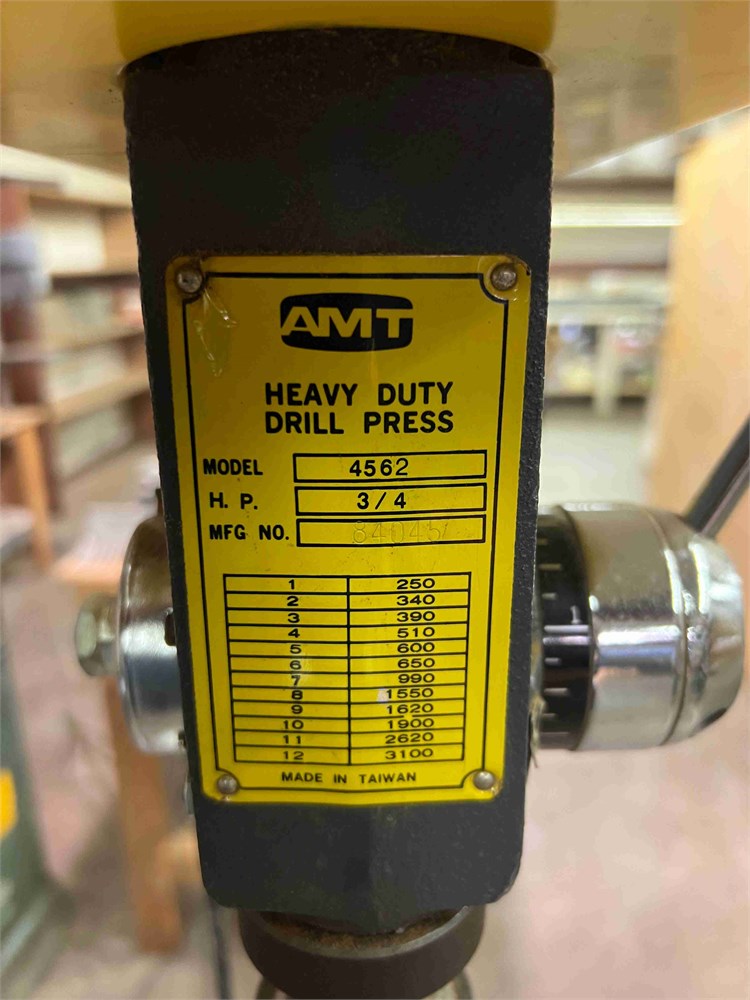 AMT
HEAVY DUTY
DRILL PRESS
MODEL 4562
H. P. 3/4
MFG NO.
1 250
2 340
3 390
4 510
5 600
6 650
7 990
8 1550
9 1620
10 1900
11 2620
12 3100
MADE IN TAIWAN